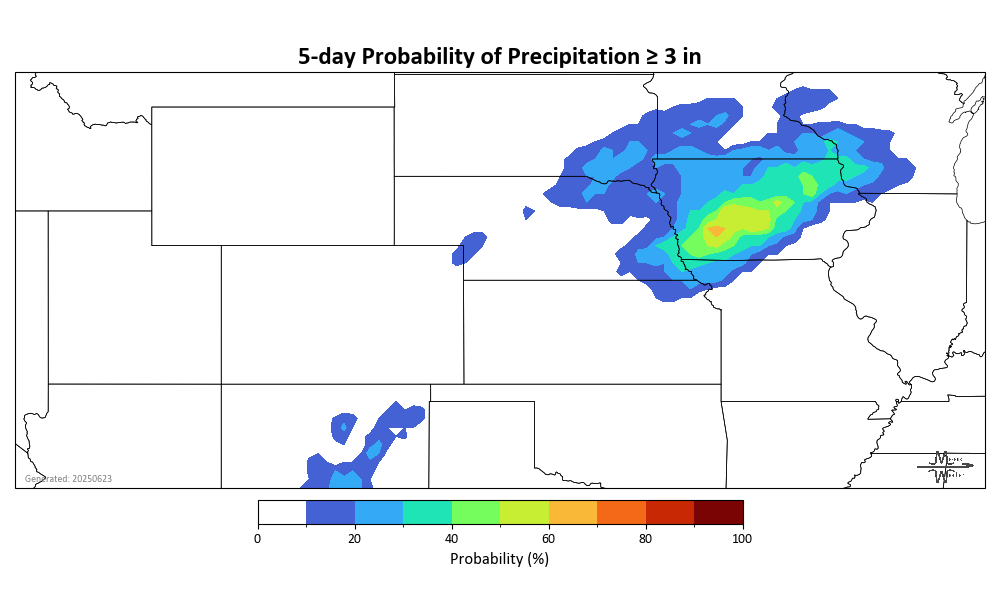 5-day Probability of Precipitation ≥ 3 in
Generated: 20250623
0 20 40 60 80 100
Probability (%)